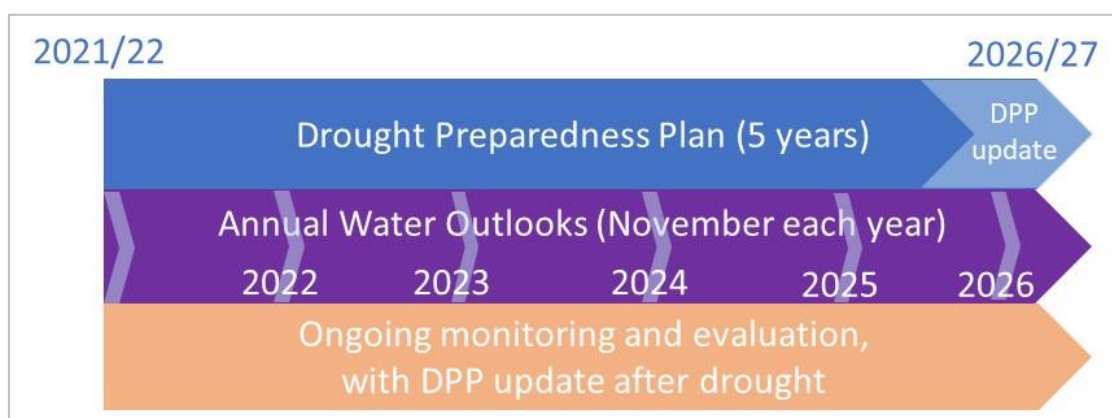 2021/22
2026/27
Drought Preparedness Plan (5 years)
DPP
update
Annual Water Outlooks (November each year)
2022
2023
2024
2025
2026
Ongoing monitoring and evaluation,
with DPP update after drought